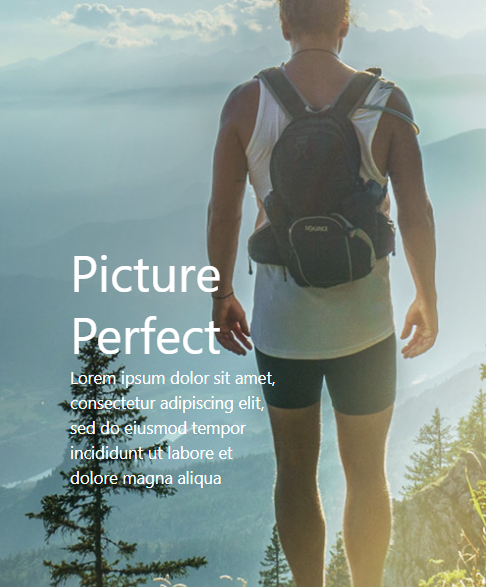 SOURCE
Picture
Perfect
Lorem ipsum dolor sit amet,
consectetur adipiscing elit,
sed do eiusmod tempor
incididunt ut labore et
dolore magna aliqua